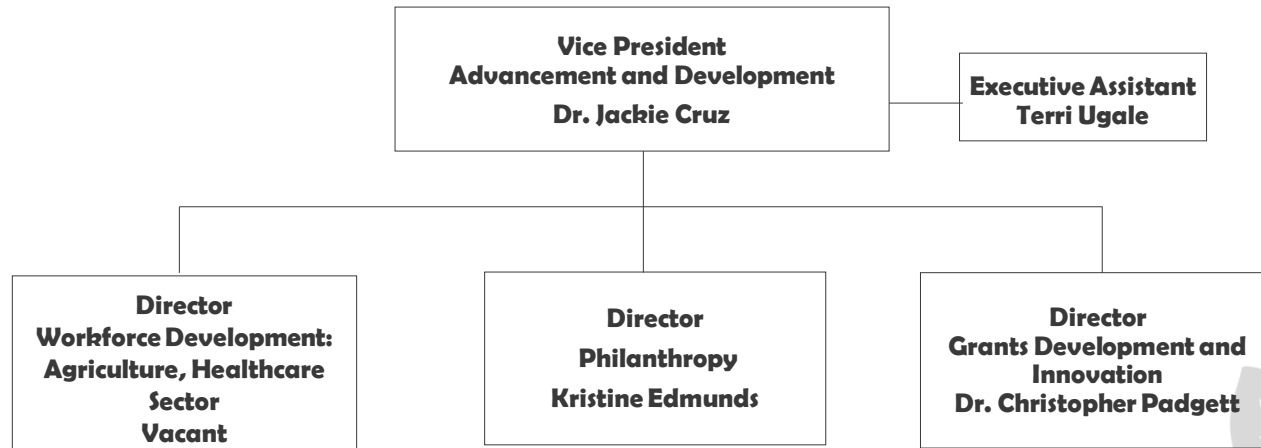 Vice President
Advancement and Development
Dr. Jackie Cruz
Executive Assistant
Terri Ugale
Director
Workforce Development:
Agriculture, Healthcare
Sector
Vacant
Director
Philanthropy
Kristine Edmunds
Director
Grants Development and
Innovation
Dr. Christopher Padgett